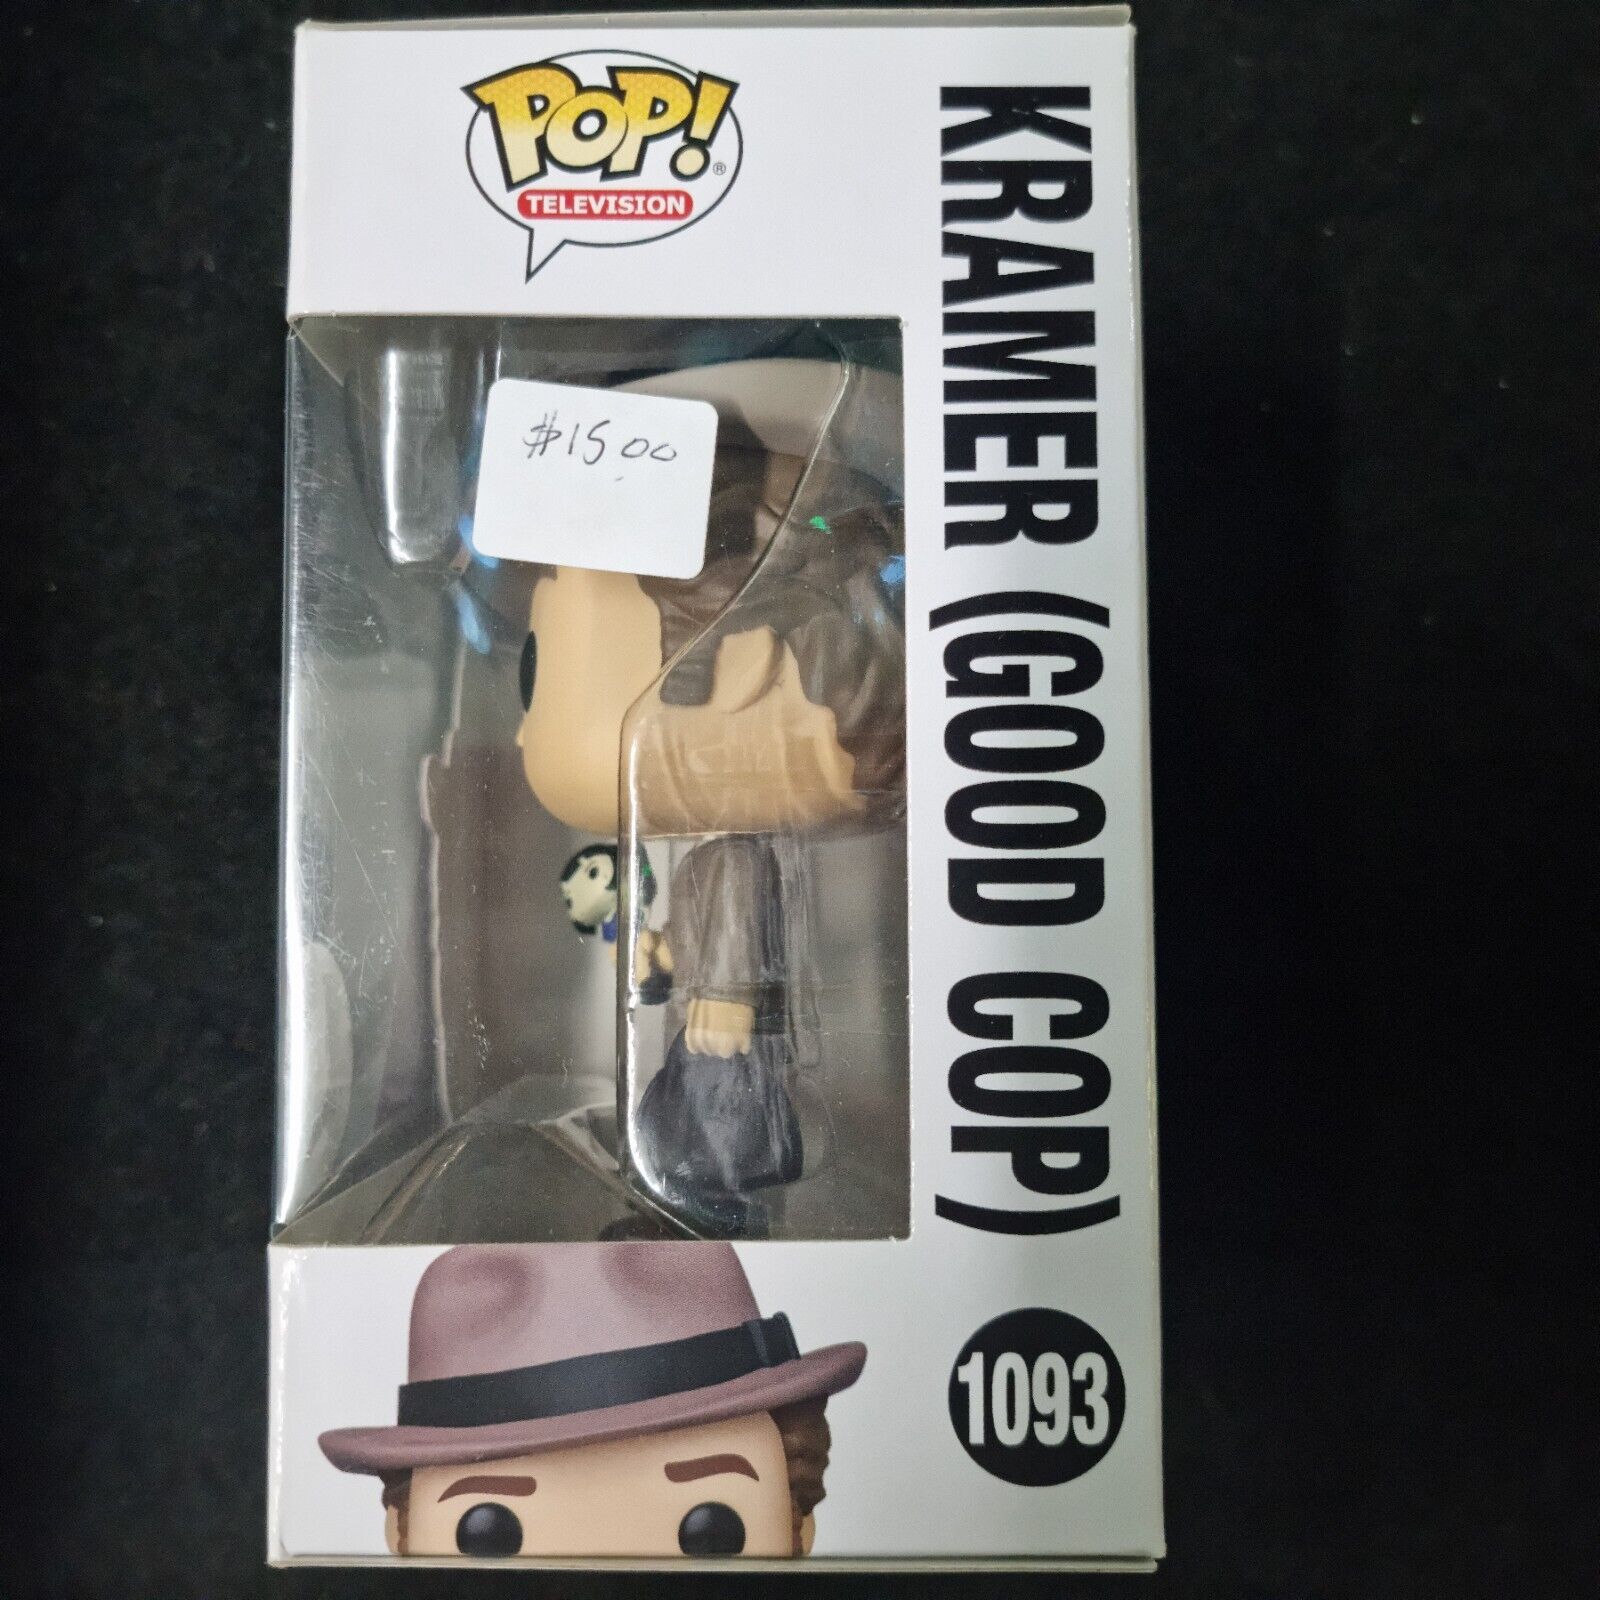 POP! ®
TELEVISION
$15.00
KRAMER (GOOD COP)
1093